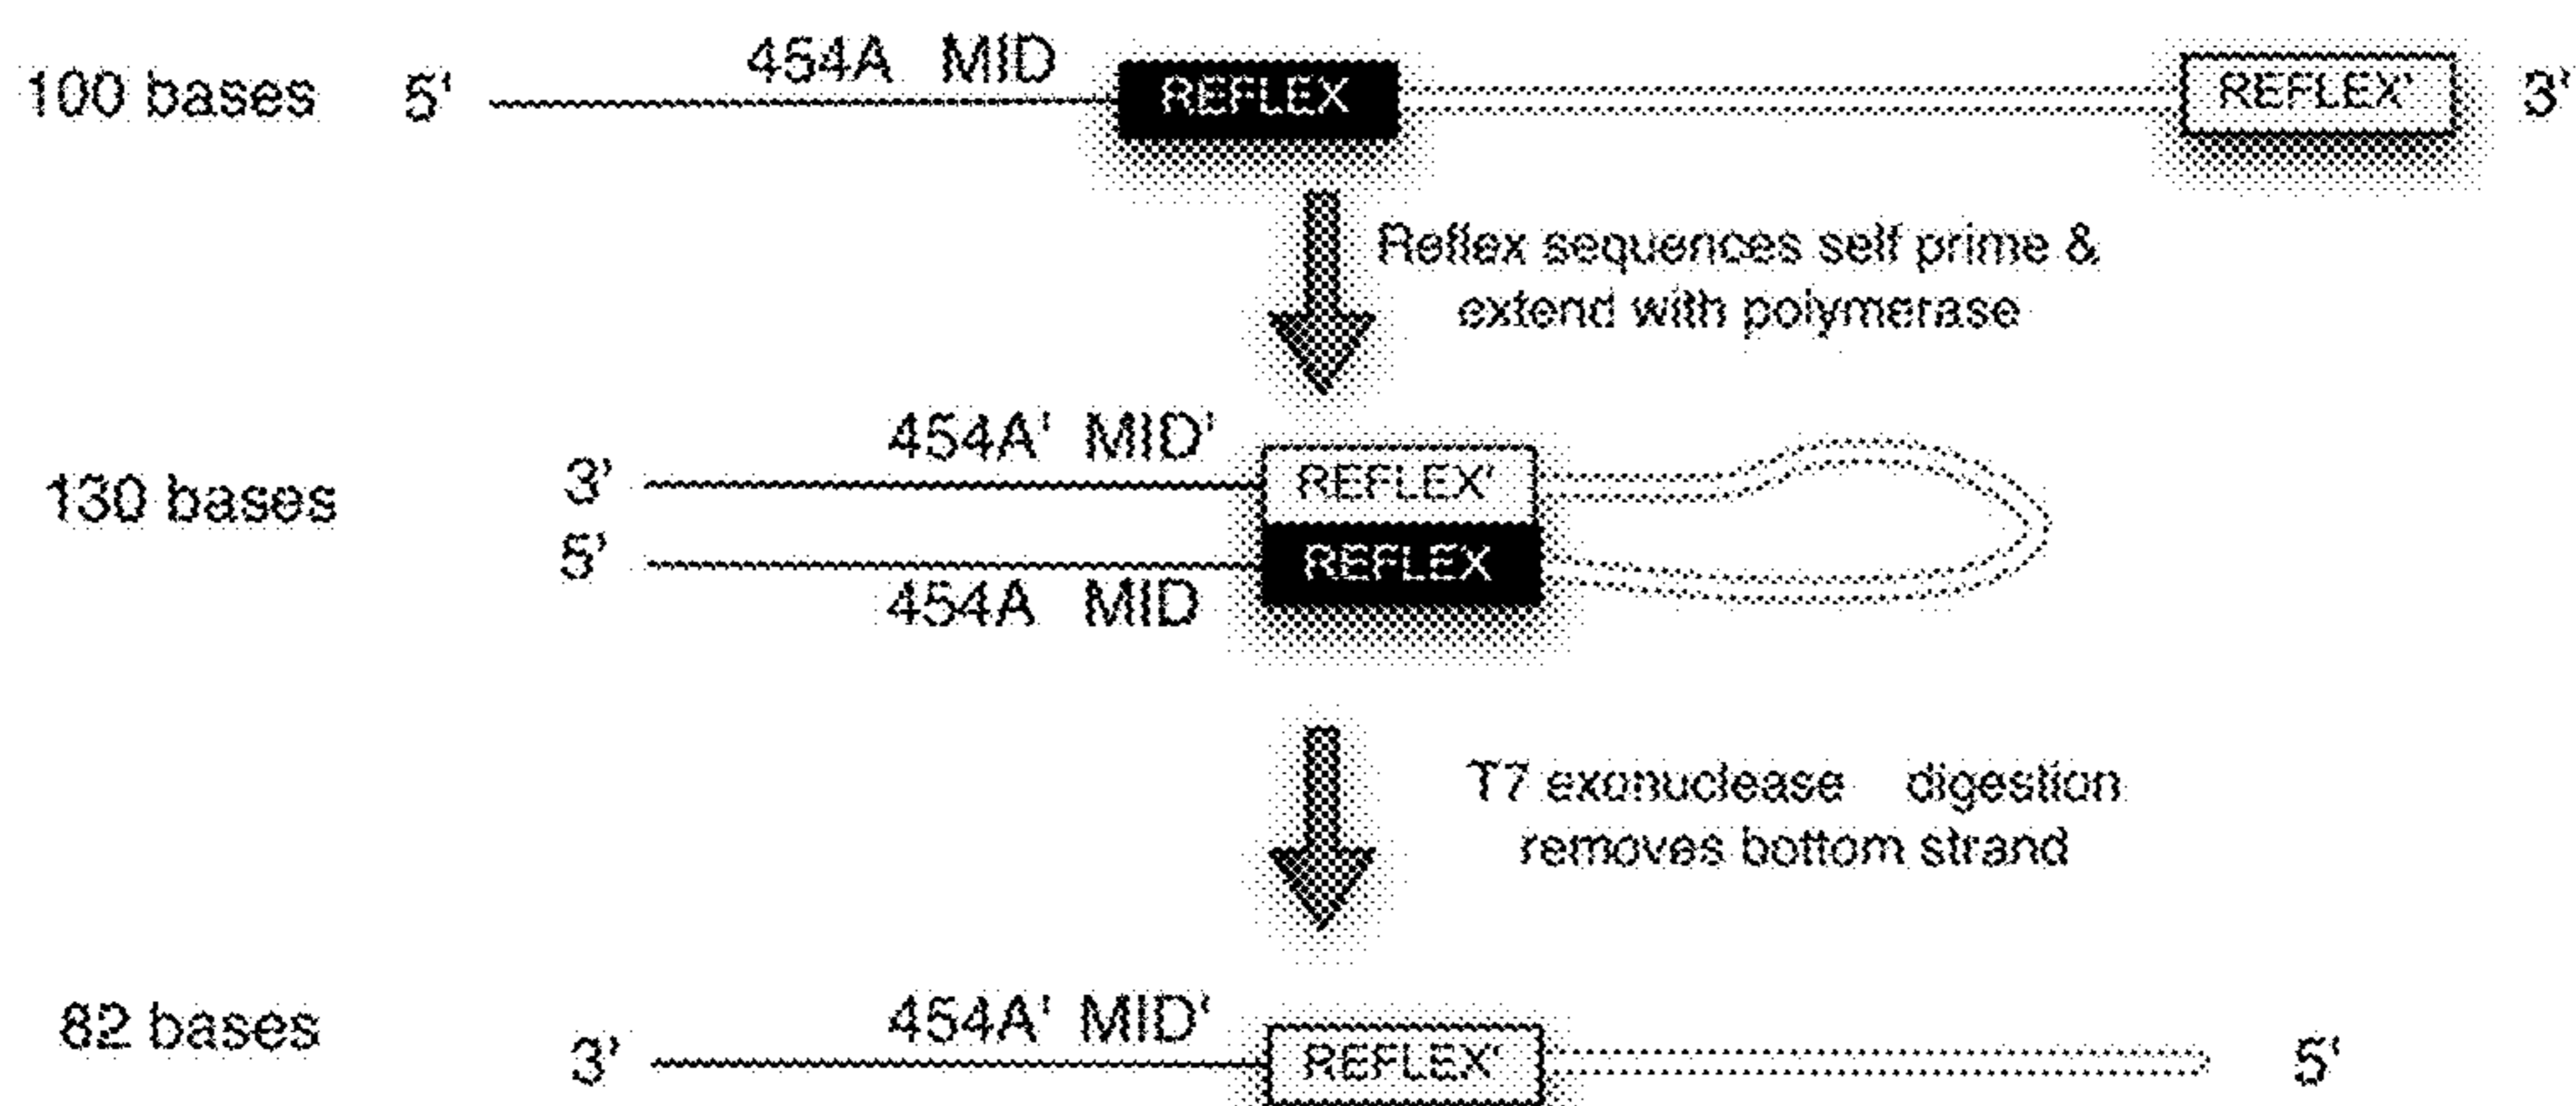 100 bases 5' 454A MID REFLEX REFLEX' 3'
Reflex sequences self prime &
extend with polymerase
454A' MID'
3' REFLEX'
130 bases
5' REFLEX
454A MID
T7 exonuclease digestion
removes bottom strand
454A' MID'
82 bases 3' REFLEX' 5'